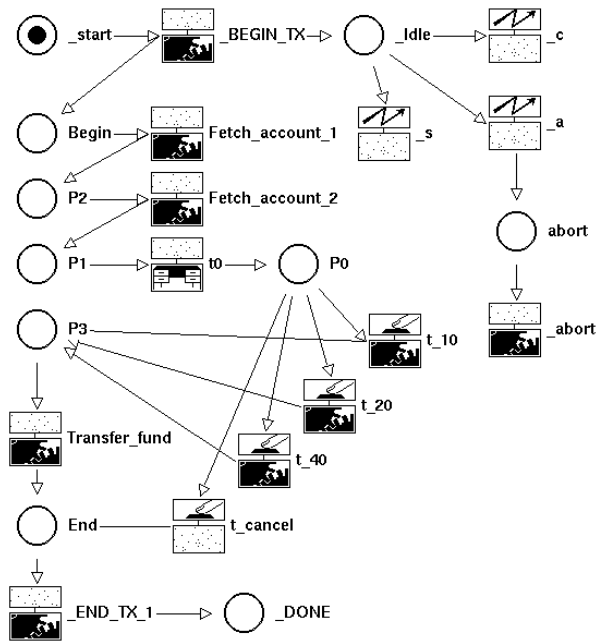 _start
_BEGIN_TX
_Idle
_c
Begin
Fetch_account_1
_s
_a
P2
Fetch_account_2
abort
P1
t0
P0
P3
t_10
_abort
t_20
Transfer_fund
t_40
End
t_cancel
_END_TX_1
_DONE